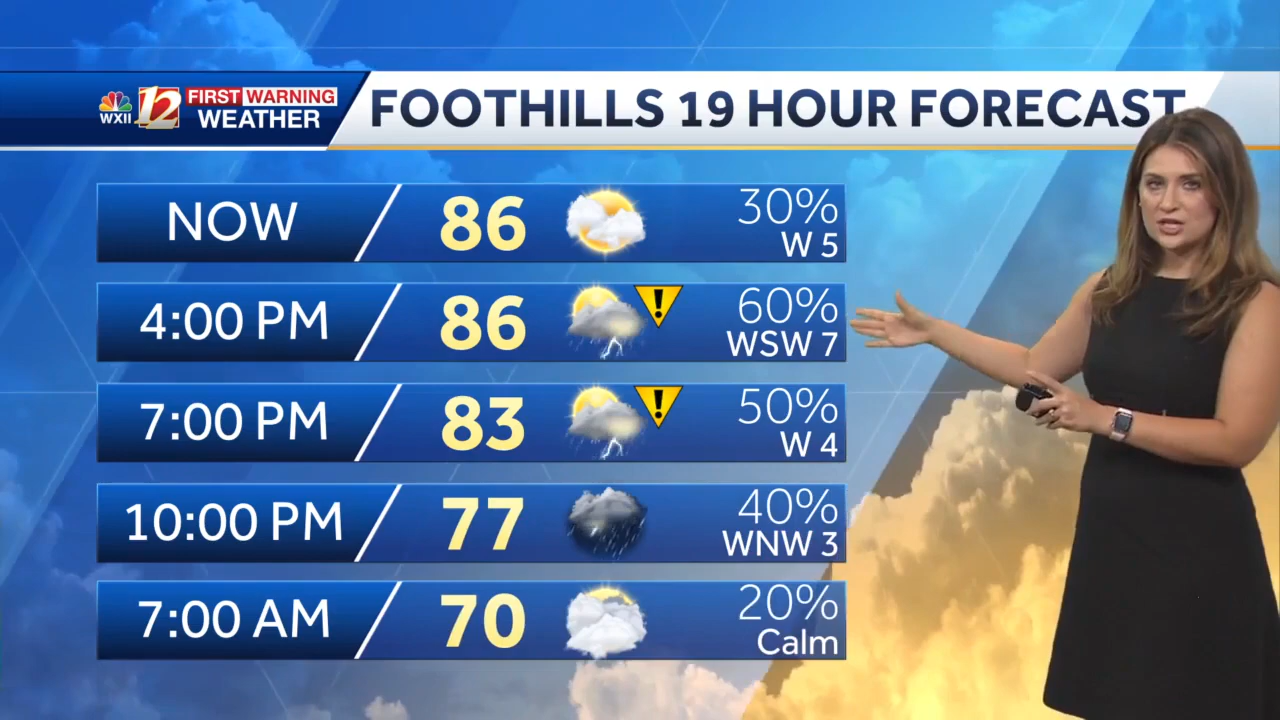 WXII 12 FIRST WARNING WEATHER
FOOTHILLS 19 HOUR FORECAST
NOW 86 30% W 5
4:00 PM 86 ! 60% WSW 7
7:00 PM 83 ! 50% W 4
10:00 PM 77 40% WNW 3
7:00 AM 70 20% Calm